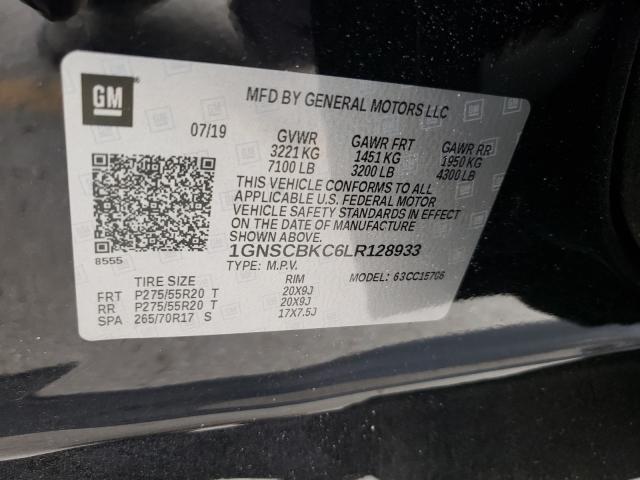 GM
MFD BY GENERAL MOTORS LLC
07/19 GVWR GAWR FRT GAWR RR
3221 KG 1451 KG 1950 KG
7100 LB 3200 LB 4300 LB
THIS VEHICLE CONFORMS TO ALL
APPLICABLE U.S. FEDERAL MOTOR
VEHICLE SAFETY STANDARDS IN EFFECT
ON THE DATE OF MANUFACTURE
SHOWN ABOVE.
8555
1GNSCBKC6LR128933
TYPE: M.P.V. MODEL: 63CC15706
TIRE SIZE RIM
FRT P275/55R20 T 20X9J
RR P275/55R20 T 20X9J
SPA 265/70R17 S 17X7.5J